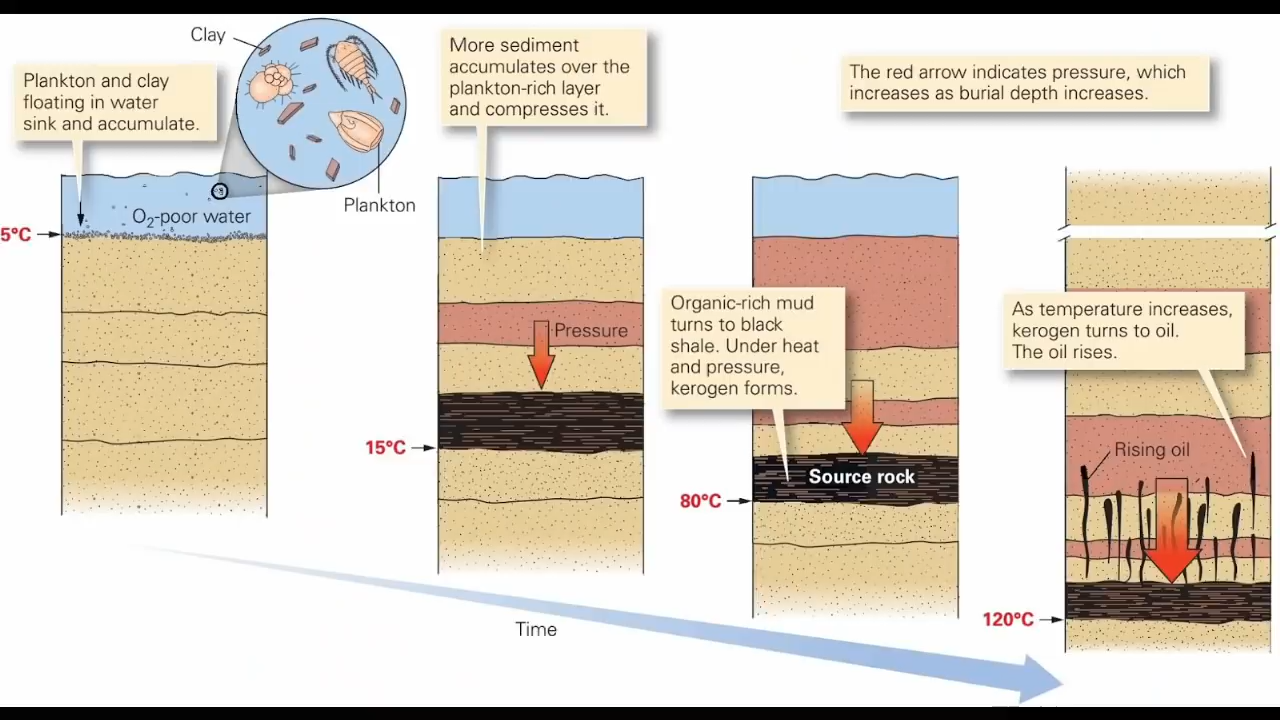 Clay
Plankton and clay
floating in water
sink and accumulate.
O₂-poor water
Plankton
5°C
More sediment
accumulates over the
plankton-rich layer
and compresses it.
Pressure
15°C
The red arrow indicates pressure, which
increases as burial depth increases.
Organic-rich mud
turns to black
shale. Under heat
and pressure,
kerogen forms.
Source rock
80°C
As temperature increases,
kerogen turns to oil.
The oil rises.
Rising oil
120°C
Time